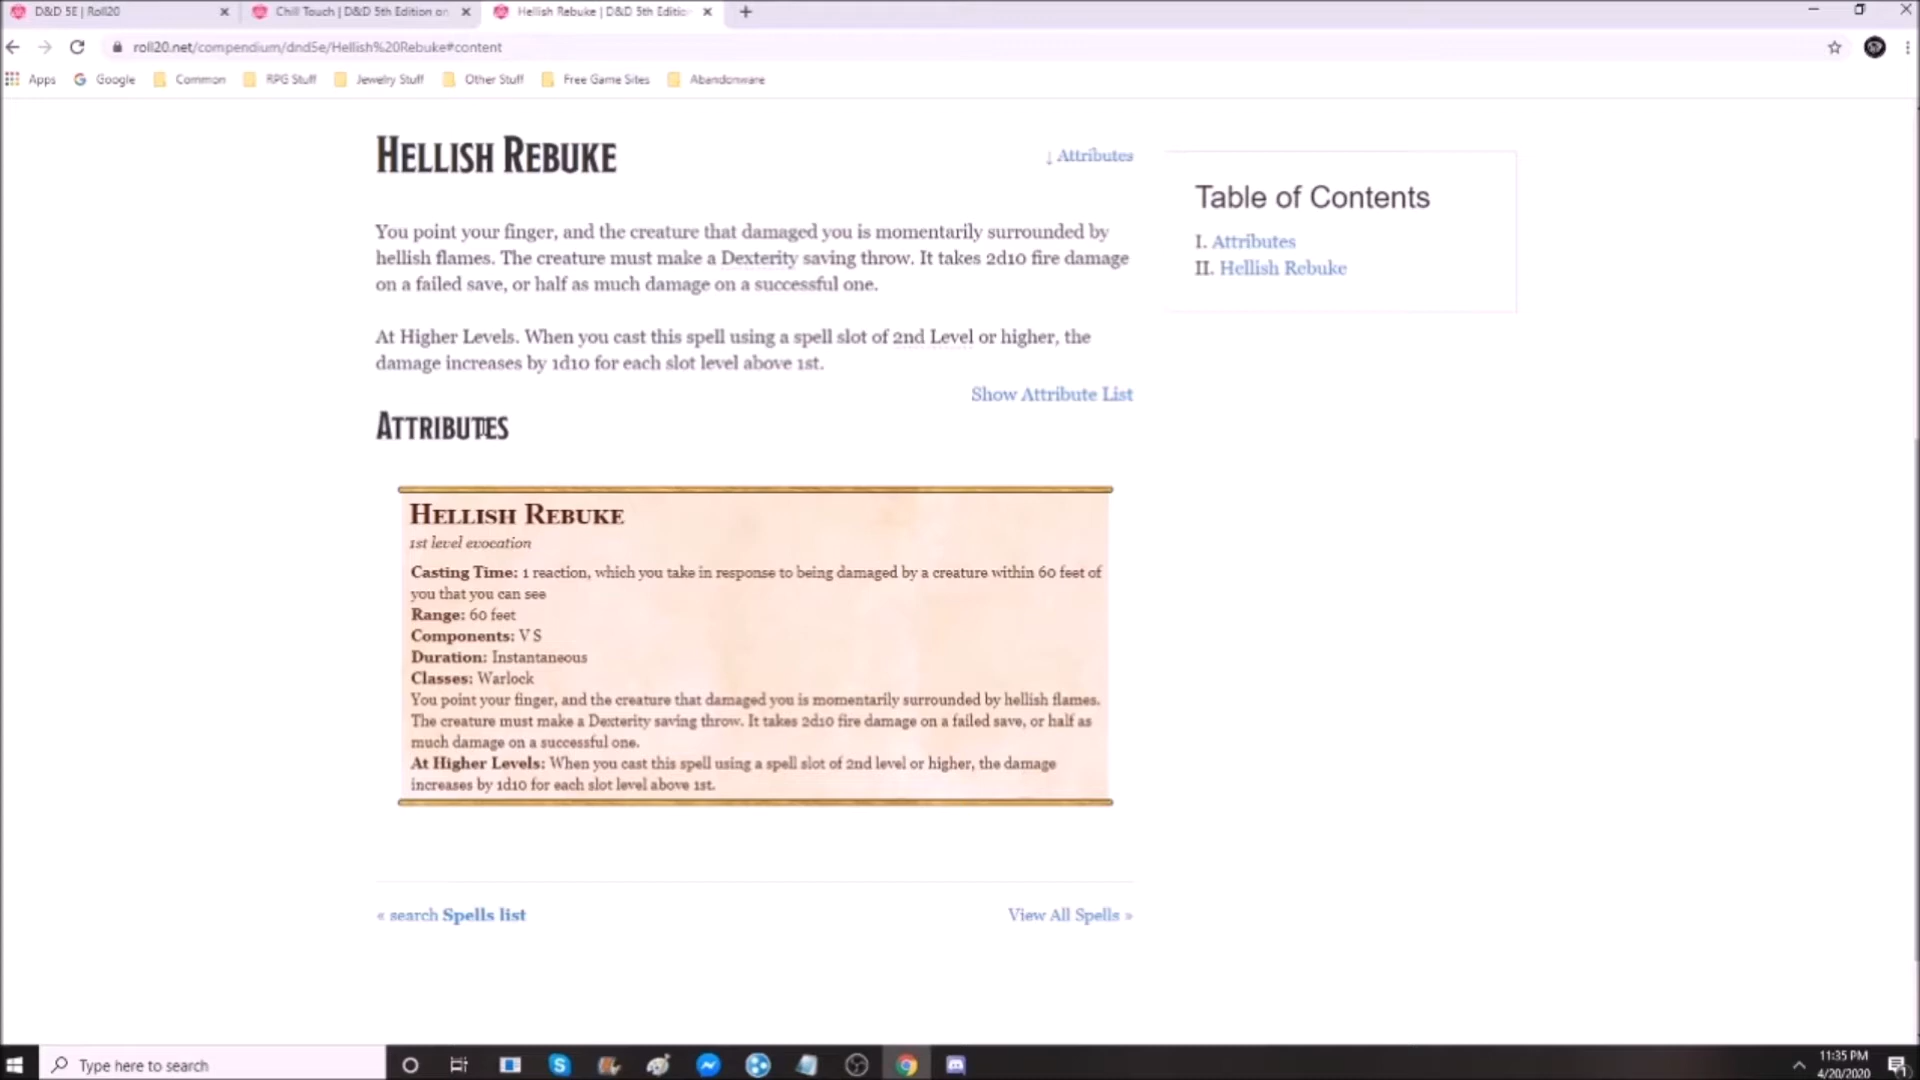 D&D 5E | Roll20
Chill Touch | D&D 5th Edition on
Hellish Rebuke | D&D 5th Editio
roll20.net/compendium/dnd5e/Hellish%20Rebuke#content
Apps Google Common RPG Stuff Jewelry Stuff Other Stuff Free Game Sites Abandonware
HELLISH REBUKE
↓ Attributes
You point your finger, and the creature that damaged you is momentarily surrounded by
hellish flames. The creature must make a Dexterity saving throw. It takes 2d10 fire damage
on a failed save, or half as much damage on a successful one.
At Higher Levels. When you cast this spell using a spell slot of 2nd Level or higher, the
damage increases by 1d10 for each slot level above 1st.
Show Attribute List
ATTRIBUTES
HELLISH REBUKE
1st level evocation
Casting Time: 1 reaction, which you take in response to being damaged by a creature within 60 feet of
you that you can see
Range: 60 feet
Components: V S
Duration: Instantaneous
Classes: Warlock
You point your finger, and the creature that damaged you is momentarily surrounded by hellish flames.
The creature must make a Dexterity saving throw. It takes 2d10 fire damage on a failed save, or half as
much damage on a successful one.
At Higher Levels: When you cast this spell using a spell slot of 2nd level or higher, the damage
increases by 1d10 for each slot level above 1st.
« search Spells list
View All Spells »
Table of Contents
I. Attributes
II. Hellish Rebuke
Type here to search
11:35 PM
4/20/2020